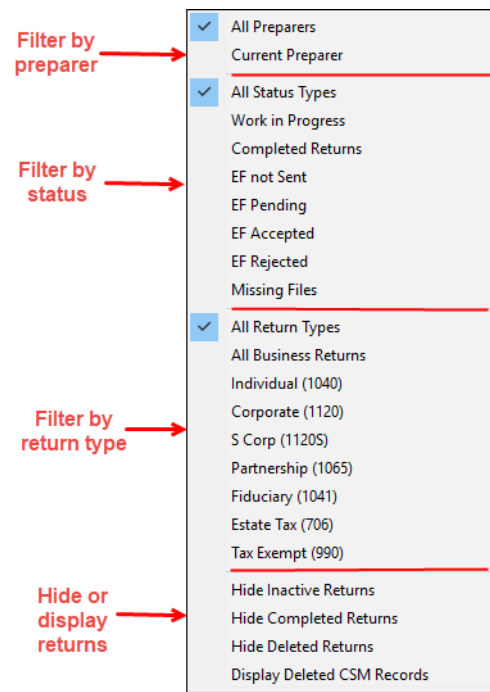 Filter by
preparer
All Preparers
Current Preparer
Filter by
status
All Status Types
Work in Progress
Completed Returns
EF not Sent
EF Pending
EF Accepted
EF Rejected
Missing Files
Filter by
return type
All Return Types
All Business Returns
Individual (1040)
Corporate (1120)
S Corp (1120S)
Partnership (1065)
Fiduciary (1041)
Estate Tax (706)
Tax Exempt (990)
Hide or
display
returns
Hide Inactive Returns
Hide Completed Returns
Hide Deleted Returns
Display Deleted CSM Records